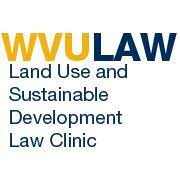 WVULAW
Land Use and
Sustainable
Development
Law Clinic